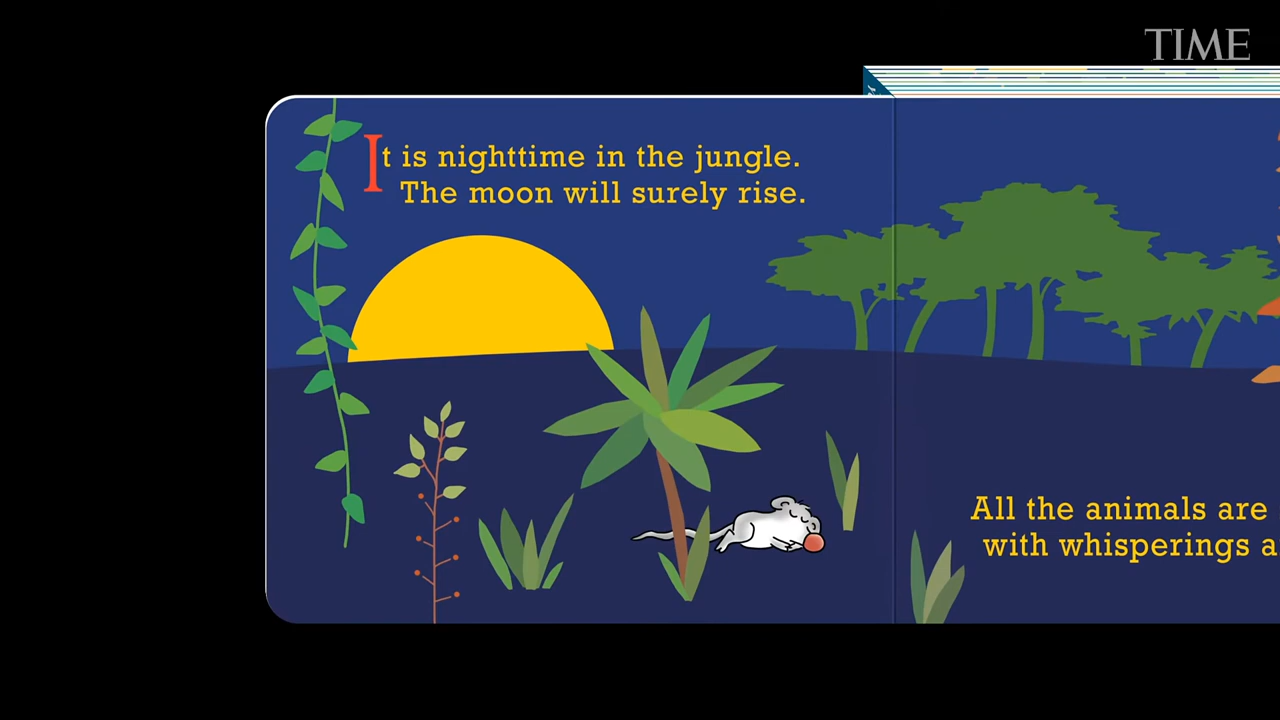 TIME
It is nighttime in the jungle.
The moon will surely rise.
All the animals are
with whisperings a